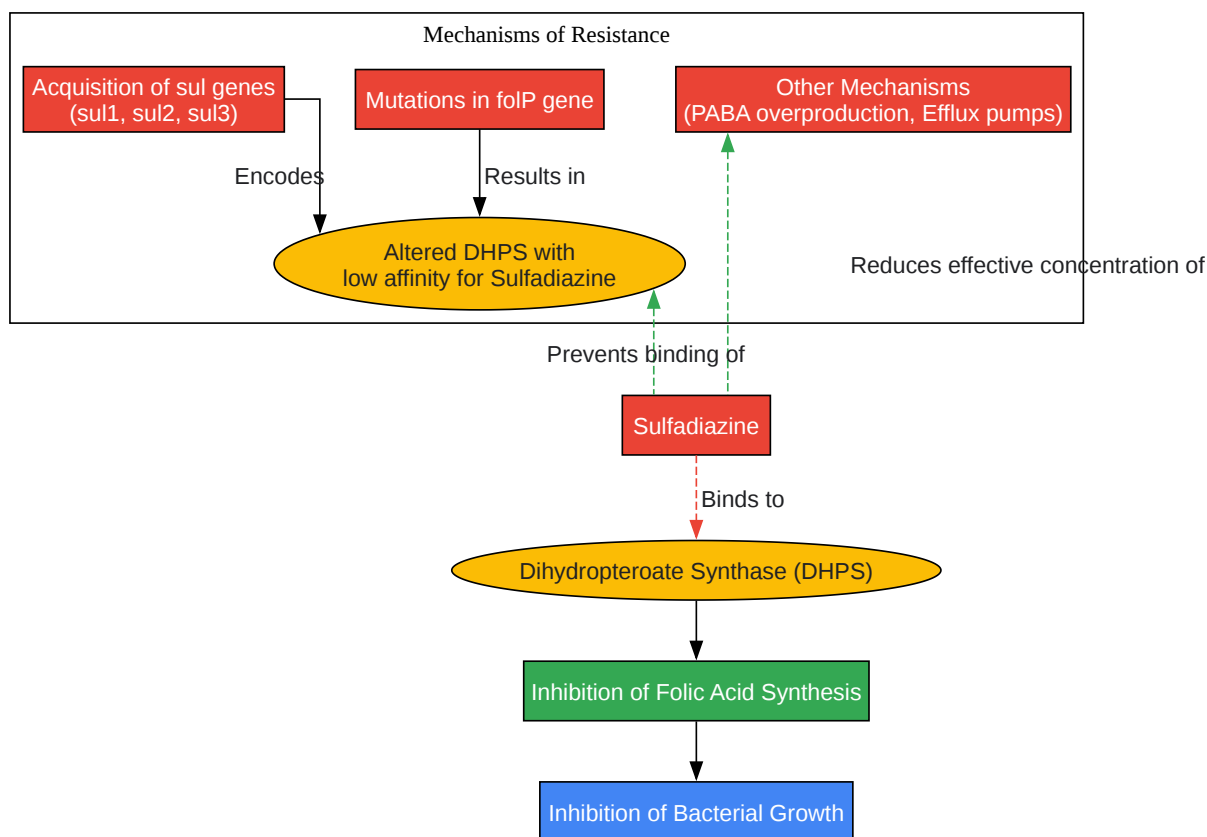 Mechanisms of Resistance
Acquisition of sul genes
(sul1, sul2, sul3)
Mutations in folP gene
Other Mechanisms
(PABA overproduction, Efflux pumps)
Encodes
Results in
Altered DHPS with
low affinity for Sulfadiazine
Reduces effective concentration of
Prevents binding of
Sulfadiazine
Binds to
Dihydropteroate Synthase (DHPS)
Inhibition of Folic Acid Synthesis
Inhibition of Bacterial Growth